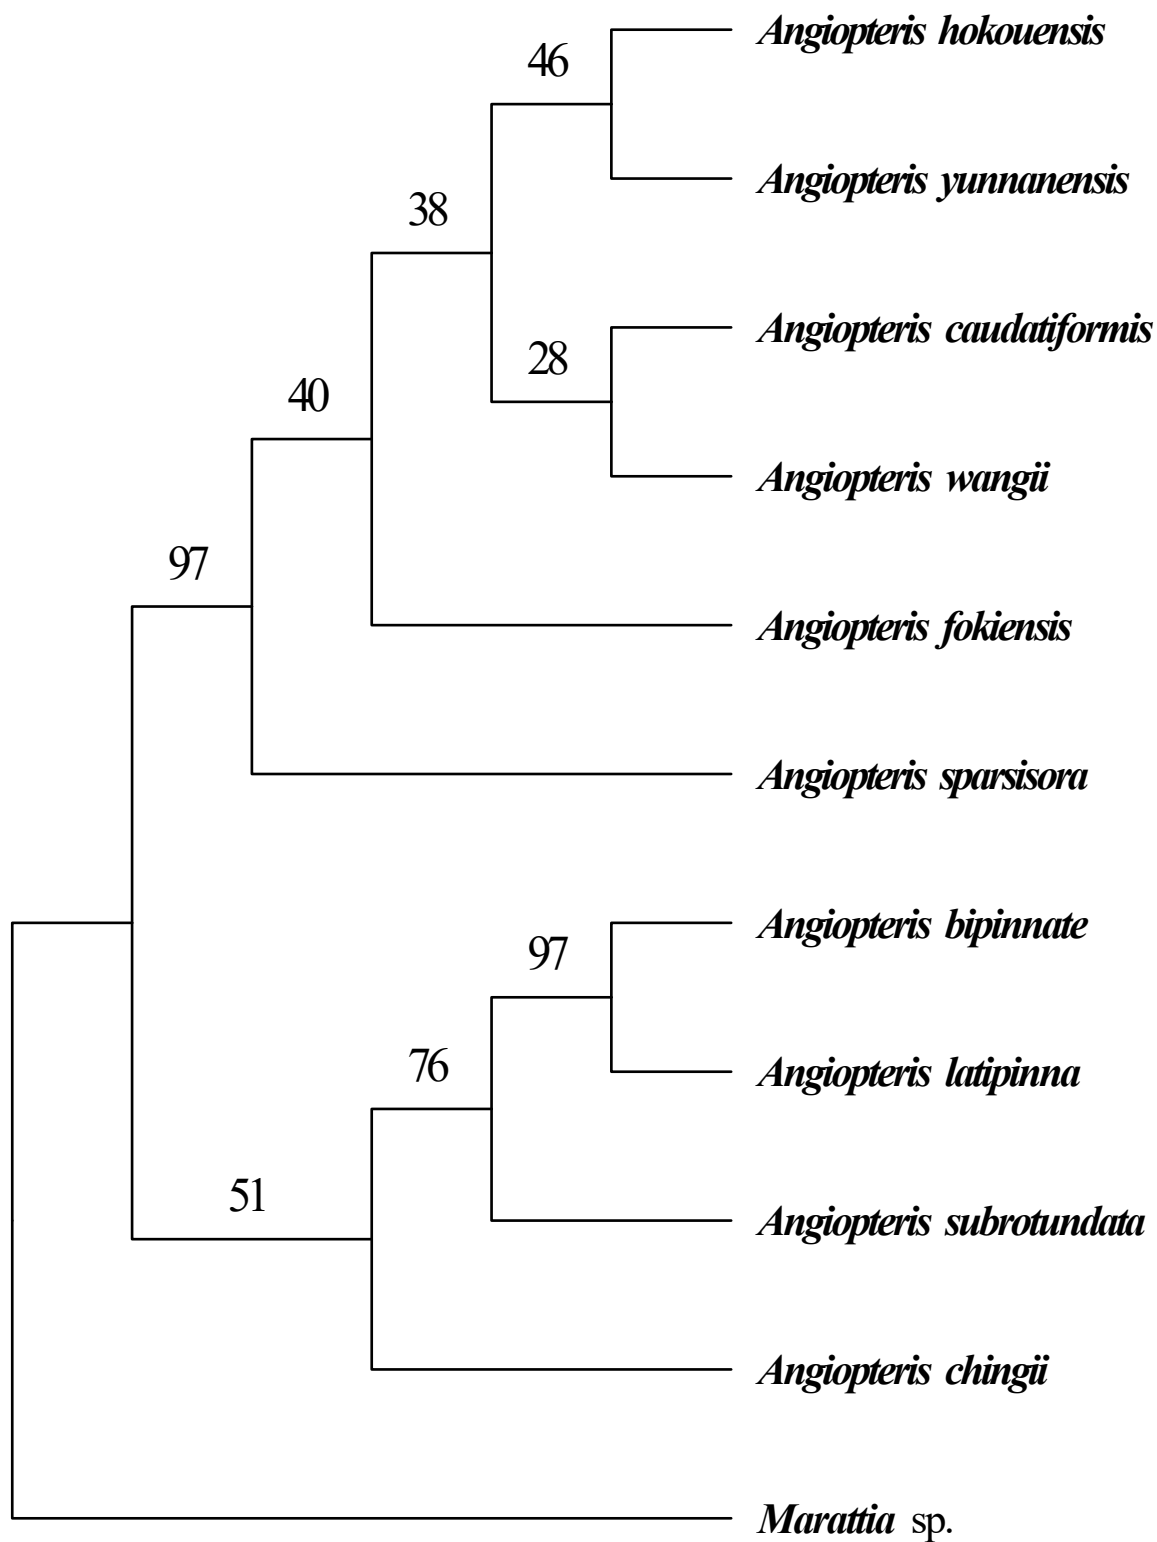 Angiopteris hokouensis
46
Angiopteris yunnanensis
38
Angiopteris caudatiformis
28
40
Angiopteris wangii
97
Angiopteris fokiensis
Angiopteris sparsisora
Angiopteris bipinnate
97
76
Angiopteris latipinna
51
Angiopteris subrotundata
Angiopteris chingii
Marattia sp.